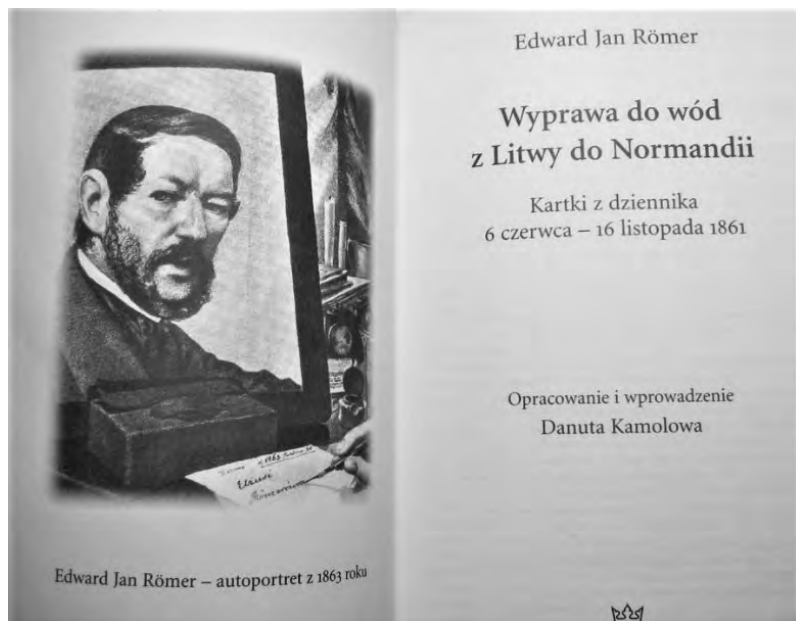 Elwusi
Edward Jan Römer – autoportret z 1863 roku
Edward Jan Römer
Wyprawa do wód
z Litwy do Normandii
Kartki z dziennika
6 czerwca – 16 listopada 1861
Opracowanie i wprowadzenie
Danuta Kamolowa